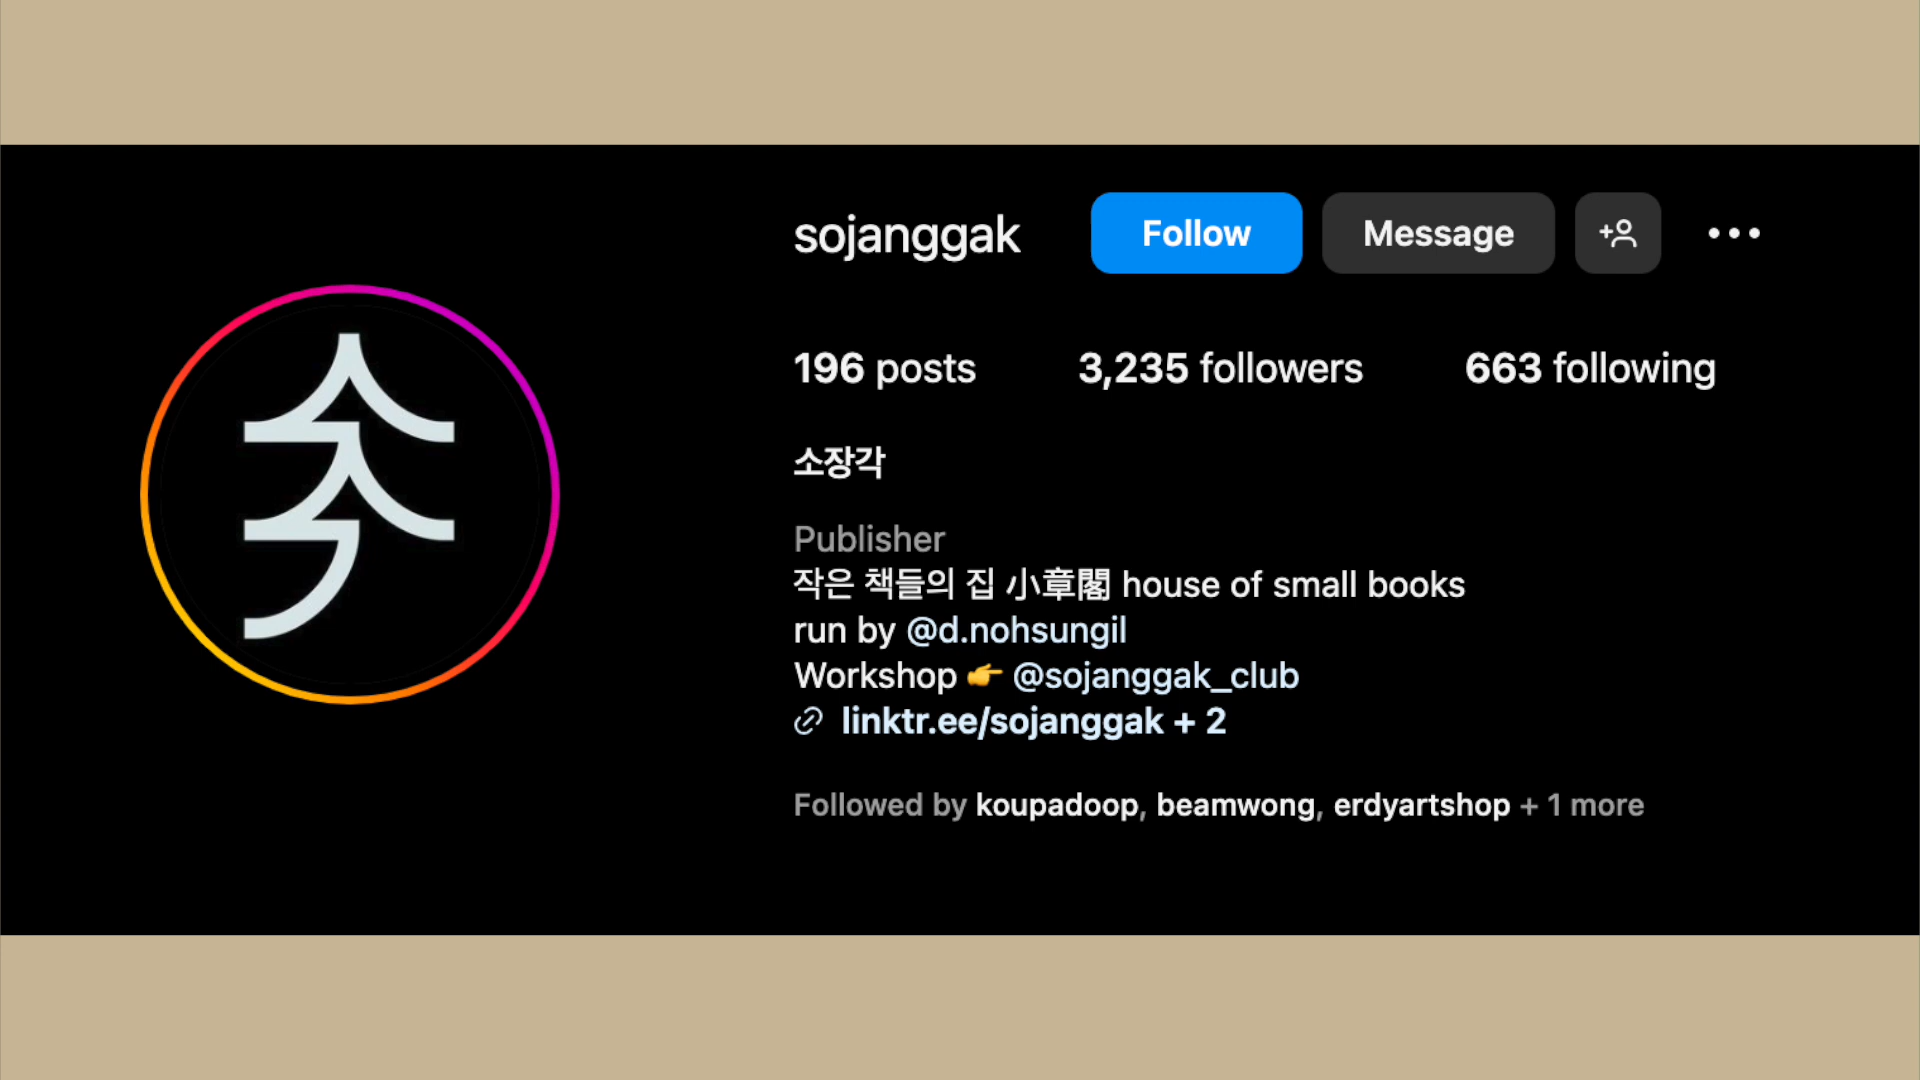 sojanggak Follow Message
196 posts 3,235 followers 663 following
소장각
Publisher
작은 책들의 집 小章閣 house of small books
run by @d.nohsungil
Workshop 👉 @sojanggak_club
linktr.ee/sojanggak + 2
Followed by koupadoop, beamwong, erdyartshop + 1 more